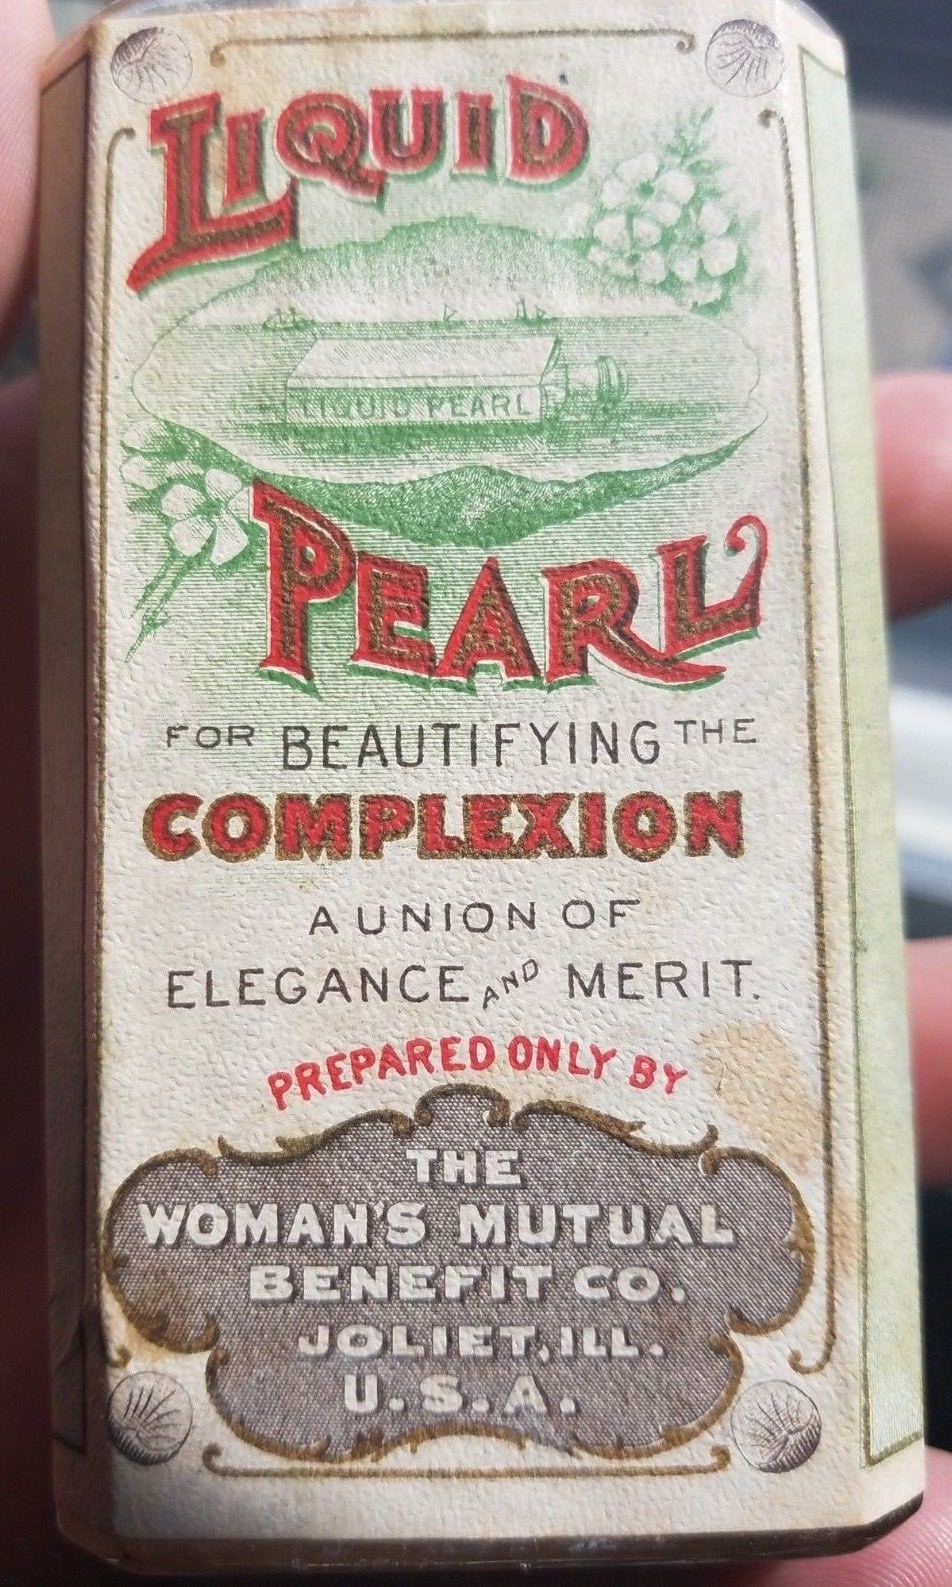 LIQUID
LIQUID PEARL
PEARL
FOR BEAUTIFYING THE
COMPLEXION
A UNION OF
ELEGANCE AND MERIT.
PREPARED ONLY BY
THE
WOMAN'S MUTUAL
BENEFIT CO.
JOLIET, ILL.
U.S.A.